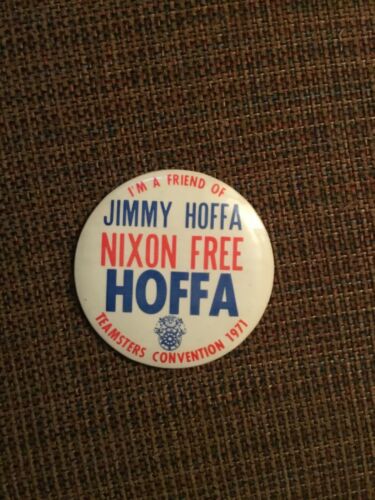 I'M A FRIEND OF
JIMMY HOFFA
NIXON FREE
HOFFA
TEAMSTERS CONVENTION 1971